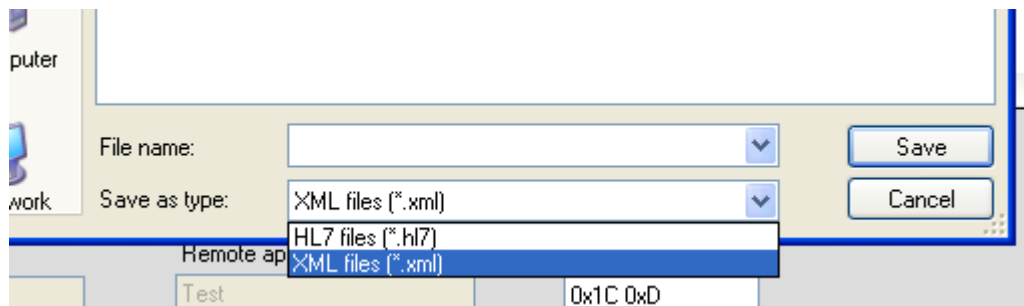 puter
File name:
Save
Save as type:
XML files (*.xml)
Cancel
work
HL7 files (*.hl7)
XML files (*.xml)
Remote ap
Test
0x1C 0xD